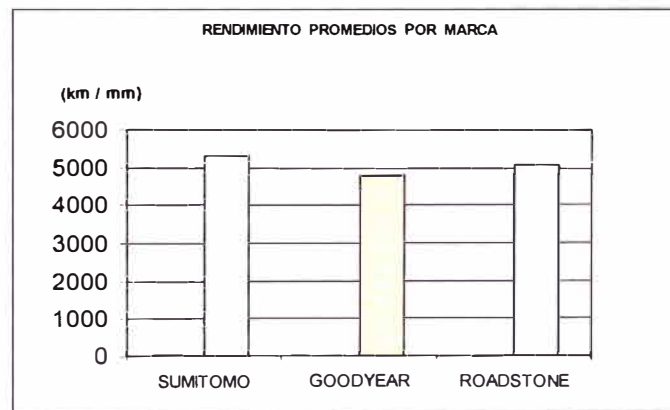 RENDIMIENTO PROMEDIOS POR MARCA
(km / mm)
6000
5000
4000
3000
2000
1000
0
SUMITOMO GOODYEAR ROADSTONE